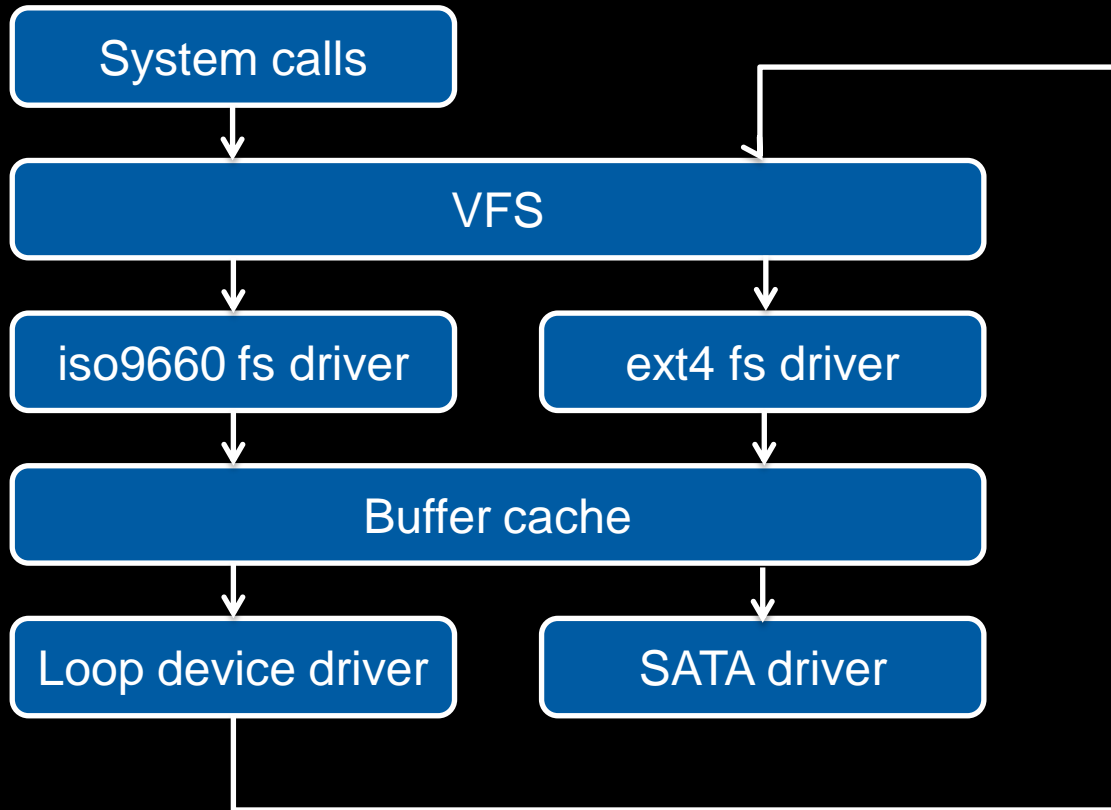 System calls
VFS
iso9660 fs driver
ext4 fs driver
Buffer cache
Loop device driver
SATA driver